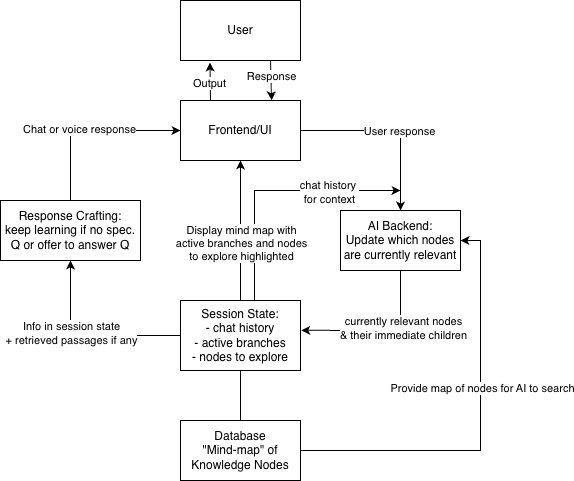 User
Output
Response
Chat or voice response
Frontend/UI
User response
chat history
for context
Response Crafting:
keep learning if no spec.
Q or offer to answer Q
Display mind map with
active branches and nodes
to explore highlighted
AI Backend:
Update which nodes
are currently relevant
Info in session state
+ retrieved passages if any
Session State:
- chat history
- active branches
- nodes to explore
currently relevant nodes
& their immediate children
Provide map of nodes for AI to search
Database
"Mind-map" of
Knowledge Nodes